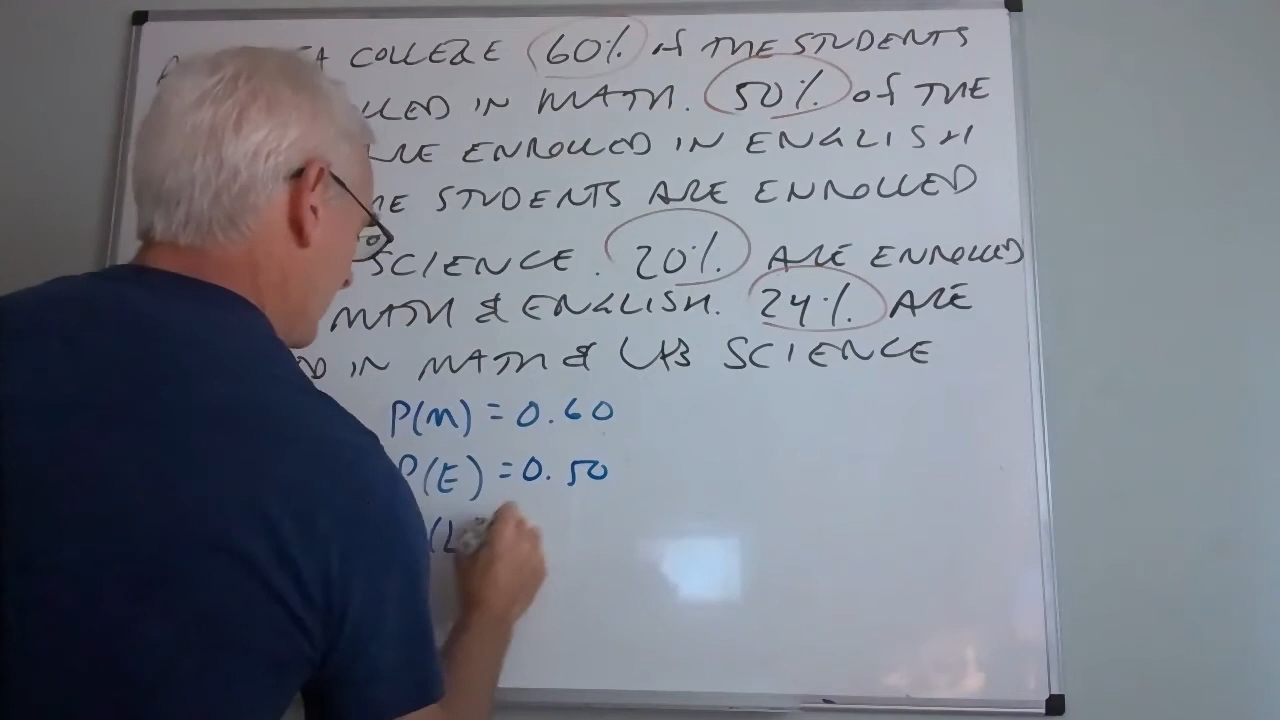 A COLLEGE 60% of THE STUDENTS
IN MATH. 50% of THE
ENROLLED IN ENGLISH
STUDENTS ARE ENROLLED
SCIENCE. 20% ARE ENROLLED
MATH & ENGLISH. 24% ARE
IN MATH & LAB SCIENCE
P(M) = 0.60
P(E) = 0.50
(L